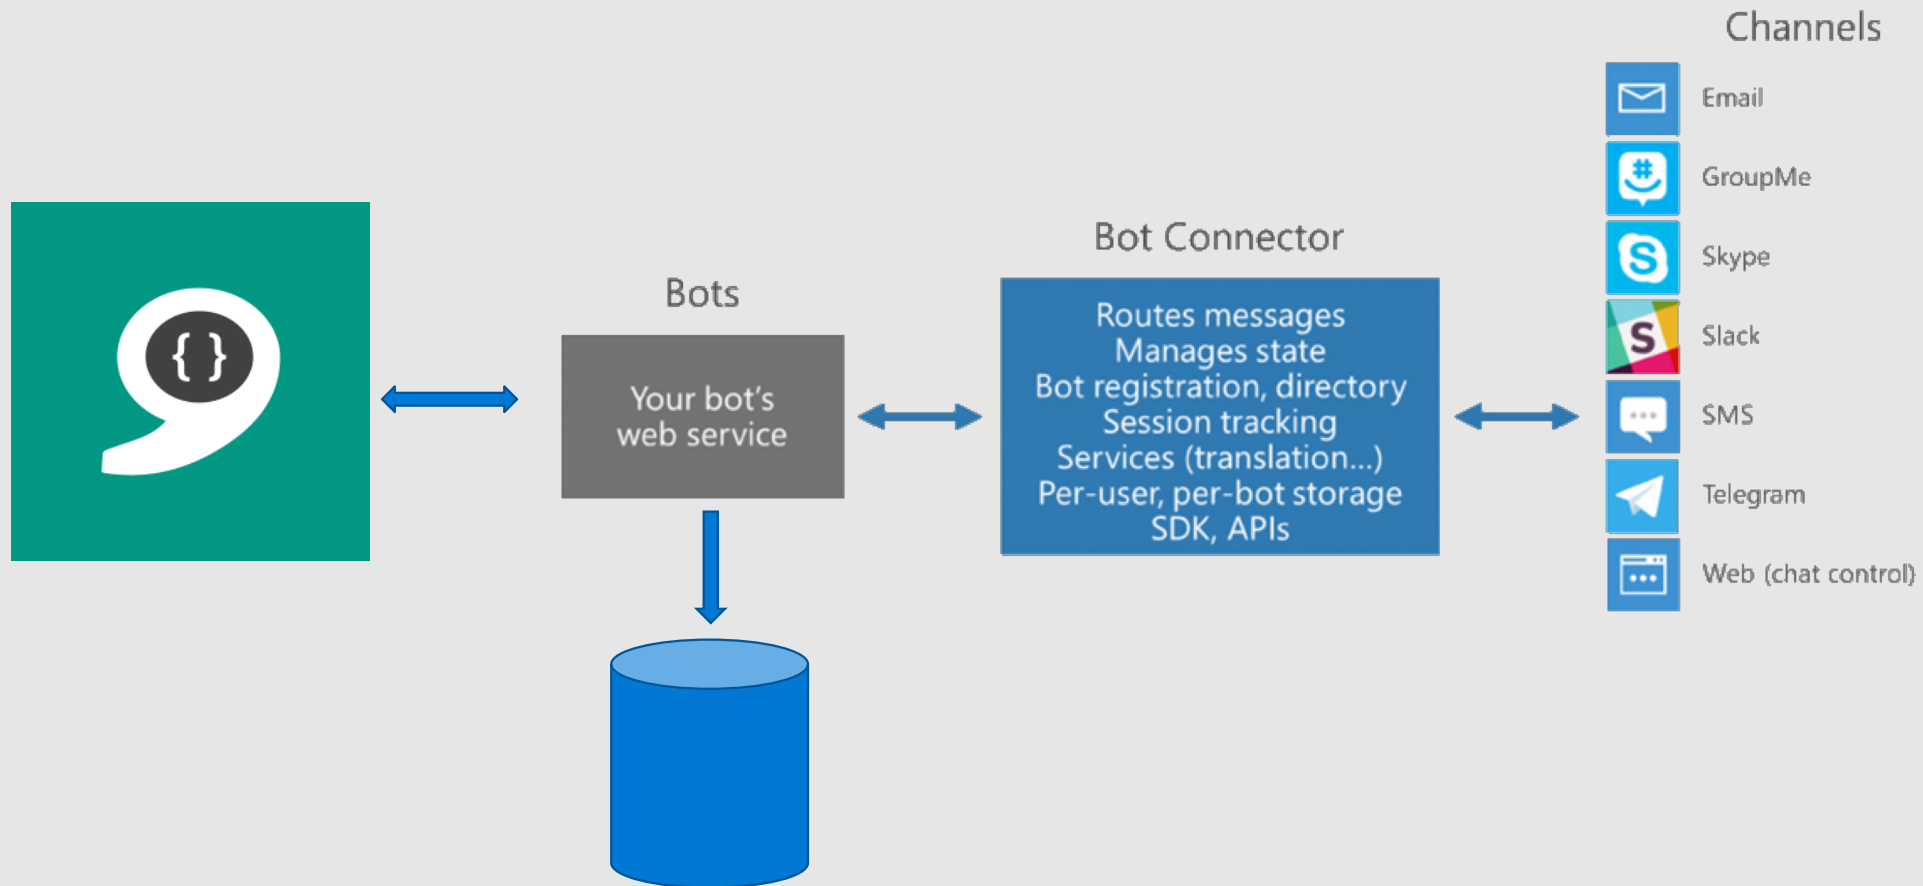 Channels
Email
GroupMe
Skype
Slack
SMS
Telegram
Web (chat control)
Bot Connector
Routes messages
Manages state
Bot registration, directory
Session tracking
Services (translation...)
Per-user, per-bot storage
SDK, APIs
Bots
Your bot's
web service
{ }
S
S
#